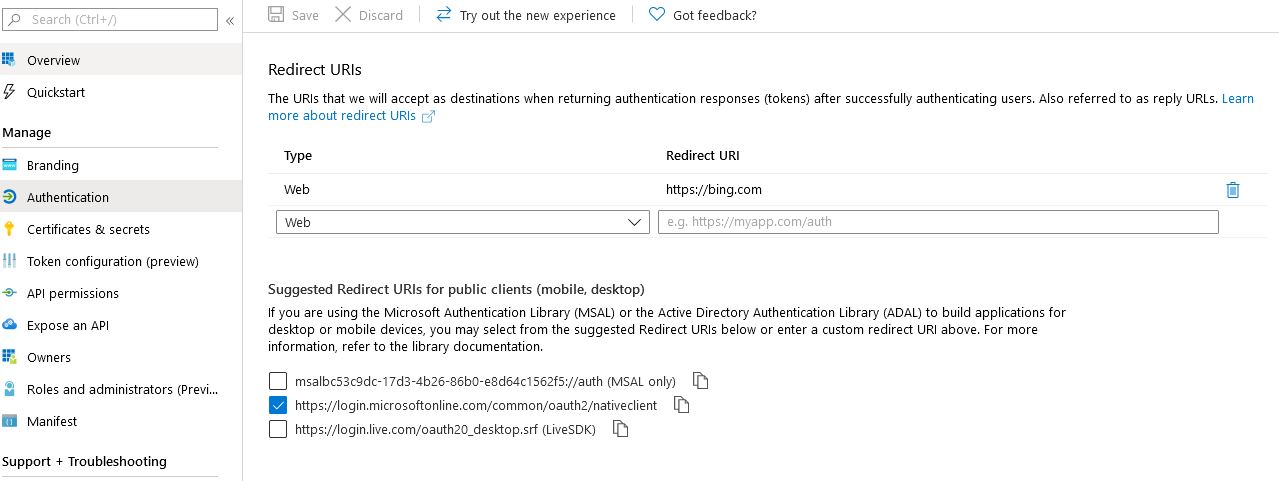 Search (Ctrl+/)
«
Save
Discard
Try out the new experience
Got feedback?
Overview
Quickstart
Manage
Branding
Authentication
Certificates & secrets
Token configuration (preview)
API permissions
Expose an API
Owners
Roles and administrators (Previ...
Manifest
Support + Troubleshooting
Redirect URIs
The URIs that we will accept as destinations when returning authentication responses (tokens) after successfully authenticating users. Also referred to as reply URLs. Learn
more about redirect URIs
Type Redirect URI
Web https://bing.com
Web e.g. https://myapp.com/auth
Suggested Redirect URIs for public clients (mobile, desktop)
If you are using the Microsoft Authentication Library (MSAL) or the Active Directory Authentication Library (ADAL) to build applications for
desktop or mobile devices, you may select from the suggested Redirect URIs below or enter a custom redirect URI above. For more
information, refer to the library documentation.
msalbc53c9dc-17d3-4b26-86b0-e8d64c1562f5://auth (MSAL only)
https://login.microsoftonline.com/common/oauth2/nativeclient
https://login.live.com/oauth20_desktop.srf (LiveSDK)